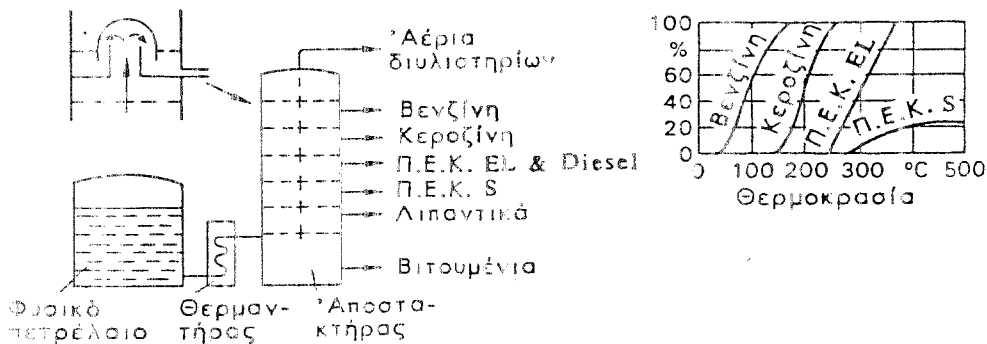 ᾿Αέρια
διυλιστηρίων
Βενζίνη
Κεροζίνη
Π.Ε.Κ. EL & Diesel
Π.Ε.Κ. S
Λιπαντικά
Βιτουμένια
Φυσικό
πετρέλαιο
Θερμαν-
τήρας
᾿Αποστα-
κτήρας
100
%
60
40
20
0
Βενζίνη
Κεροζίνη
Π.Ε.Κ. EL
Π.Ε.Κ. S
0 100 200 300 °C 500
Θερμοκρασία